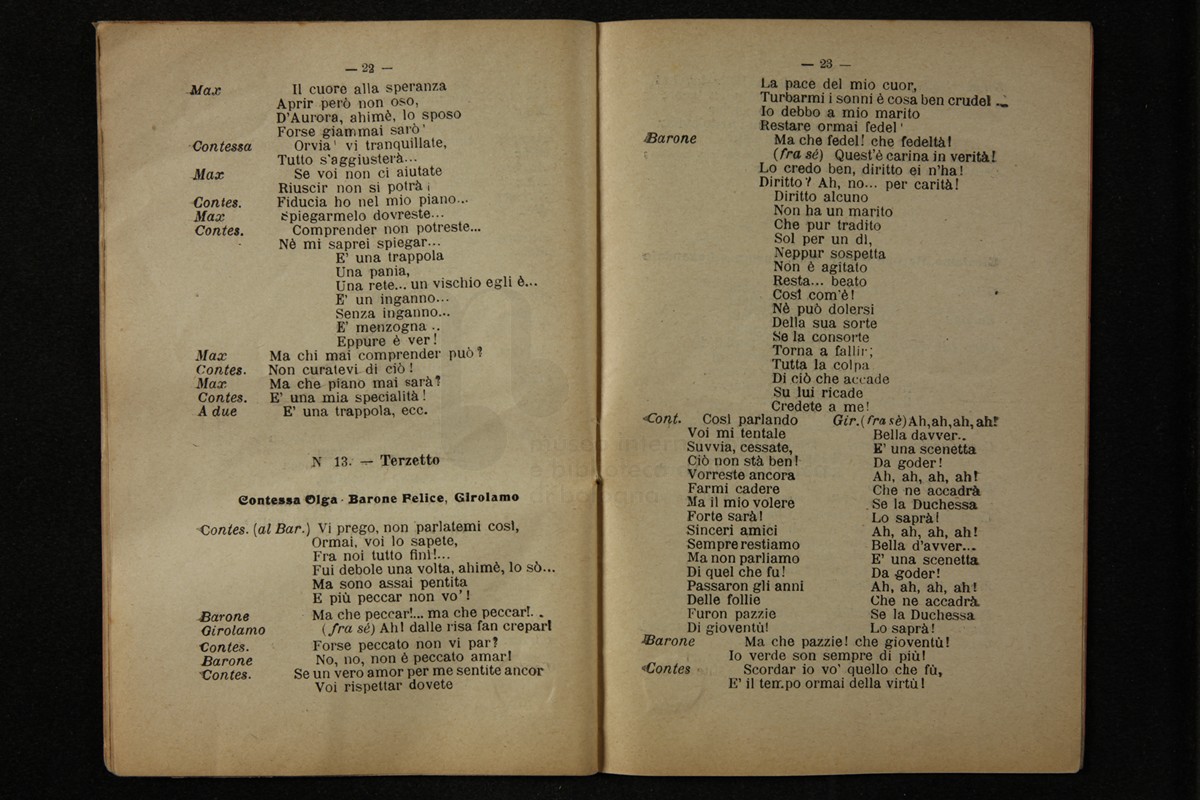 — 22 —
Max Il cuore alla speranza
Aprir però non oso,
D'Aurora, ahimè, lo sposo
Forse giammai sarò'
Contessa Orvia' vi tranquillate,
Tutto s'aggiusterà...
Max Se voi non ci aiutate
Riuscir non si potrà
Contes. Fiducia ho nel mio piano...
Max Spiegarmelo dovreste...
Contes. Comprender non potreste...
Nè mi saprei spiegar...
E' una trappola
Una pania,
Una rete... un vischio egli è...
E' un inganno...
Senza inganno...
E' menzogna ..
Eppure è ver!
Max Ma chi mai comprender può?
Contes. Non curatevi di ciò!
Max Ma che piano mai sarà?
Contes. E' una mia specialità!
A due E' una trappola, ecc.
N 13. — Terzetto
Contessa Olga - Barone Felice, Girolamo
Contes. (al Bar.) Vi prego, non parlatemi così,
Ormai, voi lo sapete,
Fra noi tutto finì!...
Fui debole una volta, ahimè, lo sò...
Ma sono assai pentita
E più peccar non vo'!
Barone Ma che peccar!... ma che peccar!. .
Girolamo (fra sé) Ah! dalle risa fan crepar!
Contes. Forse peccato non vi par?
Barone No, no, non è peccato amar!
Contes. Se un vero amor per me sentite ancor
Voi rispettar dovete
— 23 —
La pace del mio cuor,
Turbarmi i sonni è cosa ben crudel ...
Io debbo a mio marito
Restare ormai fedel'
Barone Ma che fedel! che fedeltà!
(fra sé) Quest'è carina in verità!
Lo credo ben, diritto ei n'ha!
Diritto? Ah, no... per carità!
Diritto alcuno
Non ha un marito
Che pur tradito
Sol per un dì,
Neppur sospetta
Non è agitato
Resta... beato
Così com'è!
Nè può dolersi
Della sua sorte
Se la consorte
Torna a fallir;
Tutta la colpa
Di ciò che accade
Su lui ricade
Credete a me!
Cont. Così parlando
Voi mi tentale
Suvvia, cessate,
Ciò non stà ben!
Vorreste ancora
Farmi cadere
Ma il mio volere
Forte sarà!
Sinceri amici
Sempre restiamo
Ma non parliamo
Di quel che fu!
Passaron gli anni
Delle follie
Furon pazzie
Di gioventù!
Gir. (fra sè) Ah, ah, ah, ah!
Bella davver..
E' una scenetta
Da goder!
Ah, ah, ah, ah!
Che ne accadrà
Se la Duchessa
Lo saprà!
Ah, ah, ah, ah!
Bella d'avver...
E' una scenetta
Da goder!
Ah, ah, ah, ah!
Che ne accadrà
Se la Duchessa
Lo saprà!
Barone Ma che pazzie! che gioventù!
Io verde son sempre di più!
Contes Scordar io vo' quello che fù,
E' il tempo ormai della virtù!